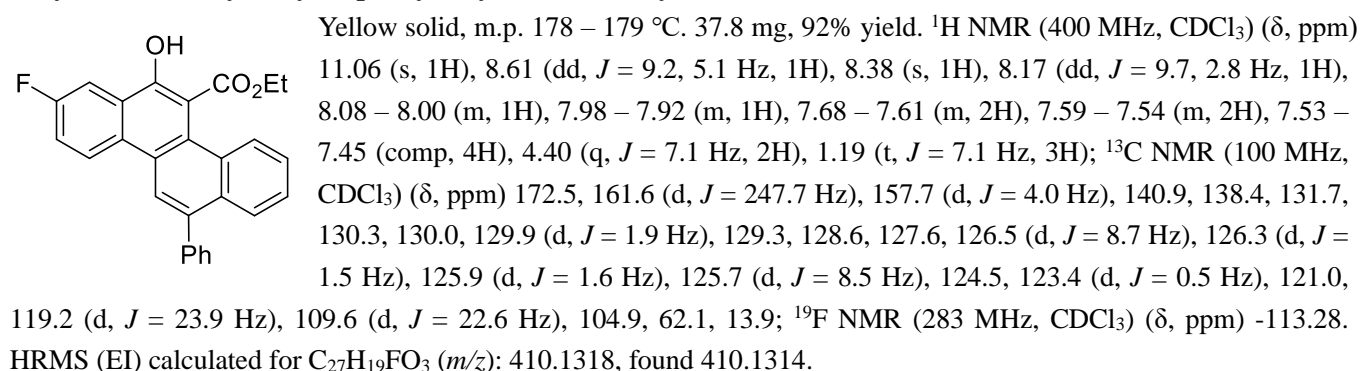 Yellow solid, m.p. 178 – 179 °C. 37.8 mg, 92% yield. ¹H NMR (400 MHz, CDCl₃) (δ, ppm)
11.06 (s, 1H), 8.61 (dd, J = 9.2, 5.1 Hz, 1H), 8.38 (s, 1H), 8.17 (dd, J = 9.7, 2.8 Hz, 1H),
8.08 – 8.00 (m, 1H), 7.98 – 7.92 (m, 1H), 7.68 – 7.61 (m, 2H), 7.59 – 7.54 (m, 2H), 7.53 –
7.45 (comp, 4H), 4.40 (q, J = 7.1 Hz, 2H), 1.19 (t, J = 7.1 Hz, 3H); ¹³C NMR (100 MHz,
CDCl₃) (δ, ppm) 172.5, 161.6 (d, J = 247.7 Hz), 157.7 (d, J = 4.0 Hz), 140.9, 138.4, 131.7,
130.3, 130.0, 129.9 (d, J = 1.9 Hz), 129.3, 128.6, 127.6, 126.5 (d, J = 8.7 Hz), 126.3 (d, J =
1.5 Hz), 125.9 (d, J = 1.6 Hz), 125.7 (d, J = 8.5 Hz), 124.5, 123.4 (d, J = 0.5 Hz), 121.0,
119.2 (d, J = 23.9 Hz), 109.6 (d, J = 22.6 Hz), 104.9, 62.1, 13.9; ¹⁹F NMR (283 MHz, CDCl₃) (δ, ppm) -113.28.
HRMS (EI) calculated for C₂₇H₁₉FO₃ (m/z): 410.1318, found 410.1314.
OH
F
CO₂Et
Ph